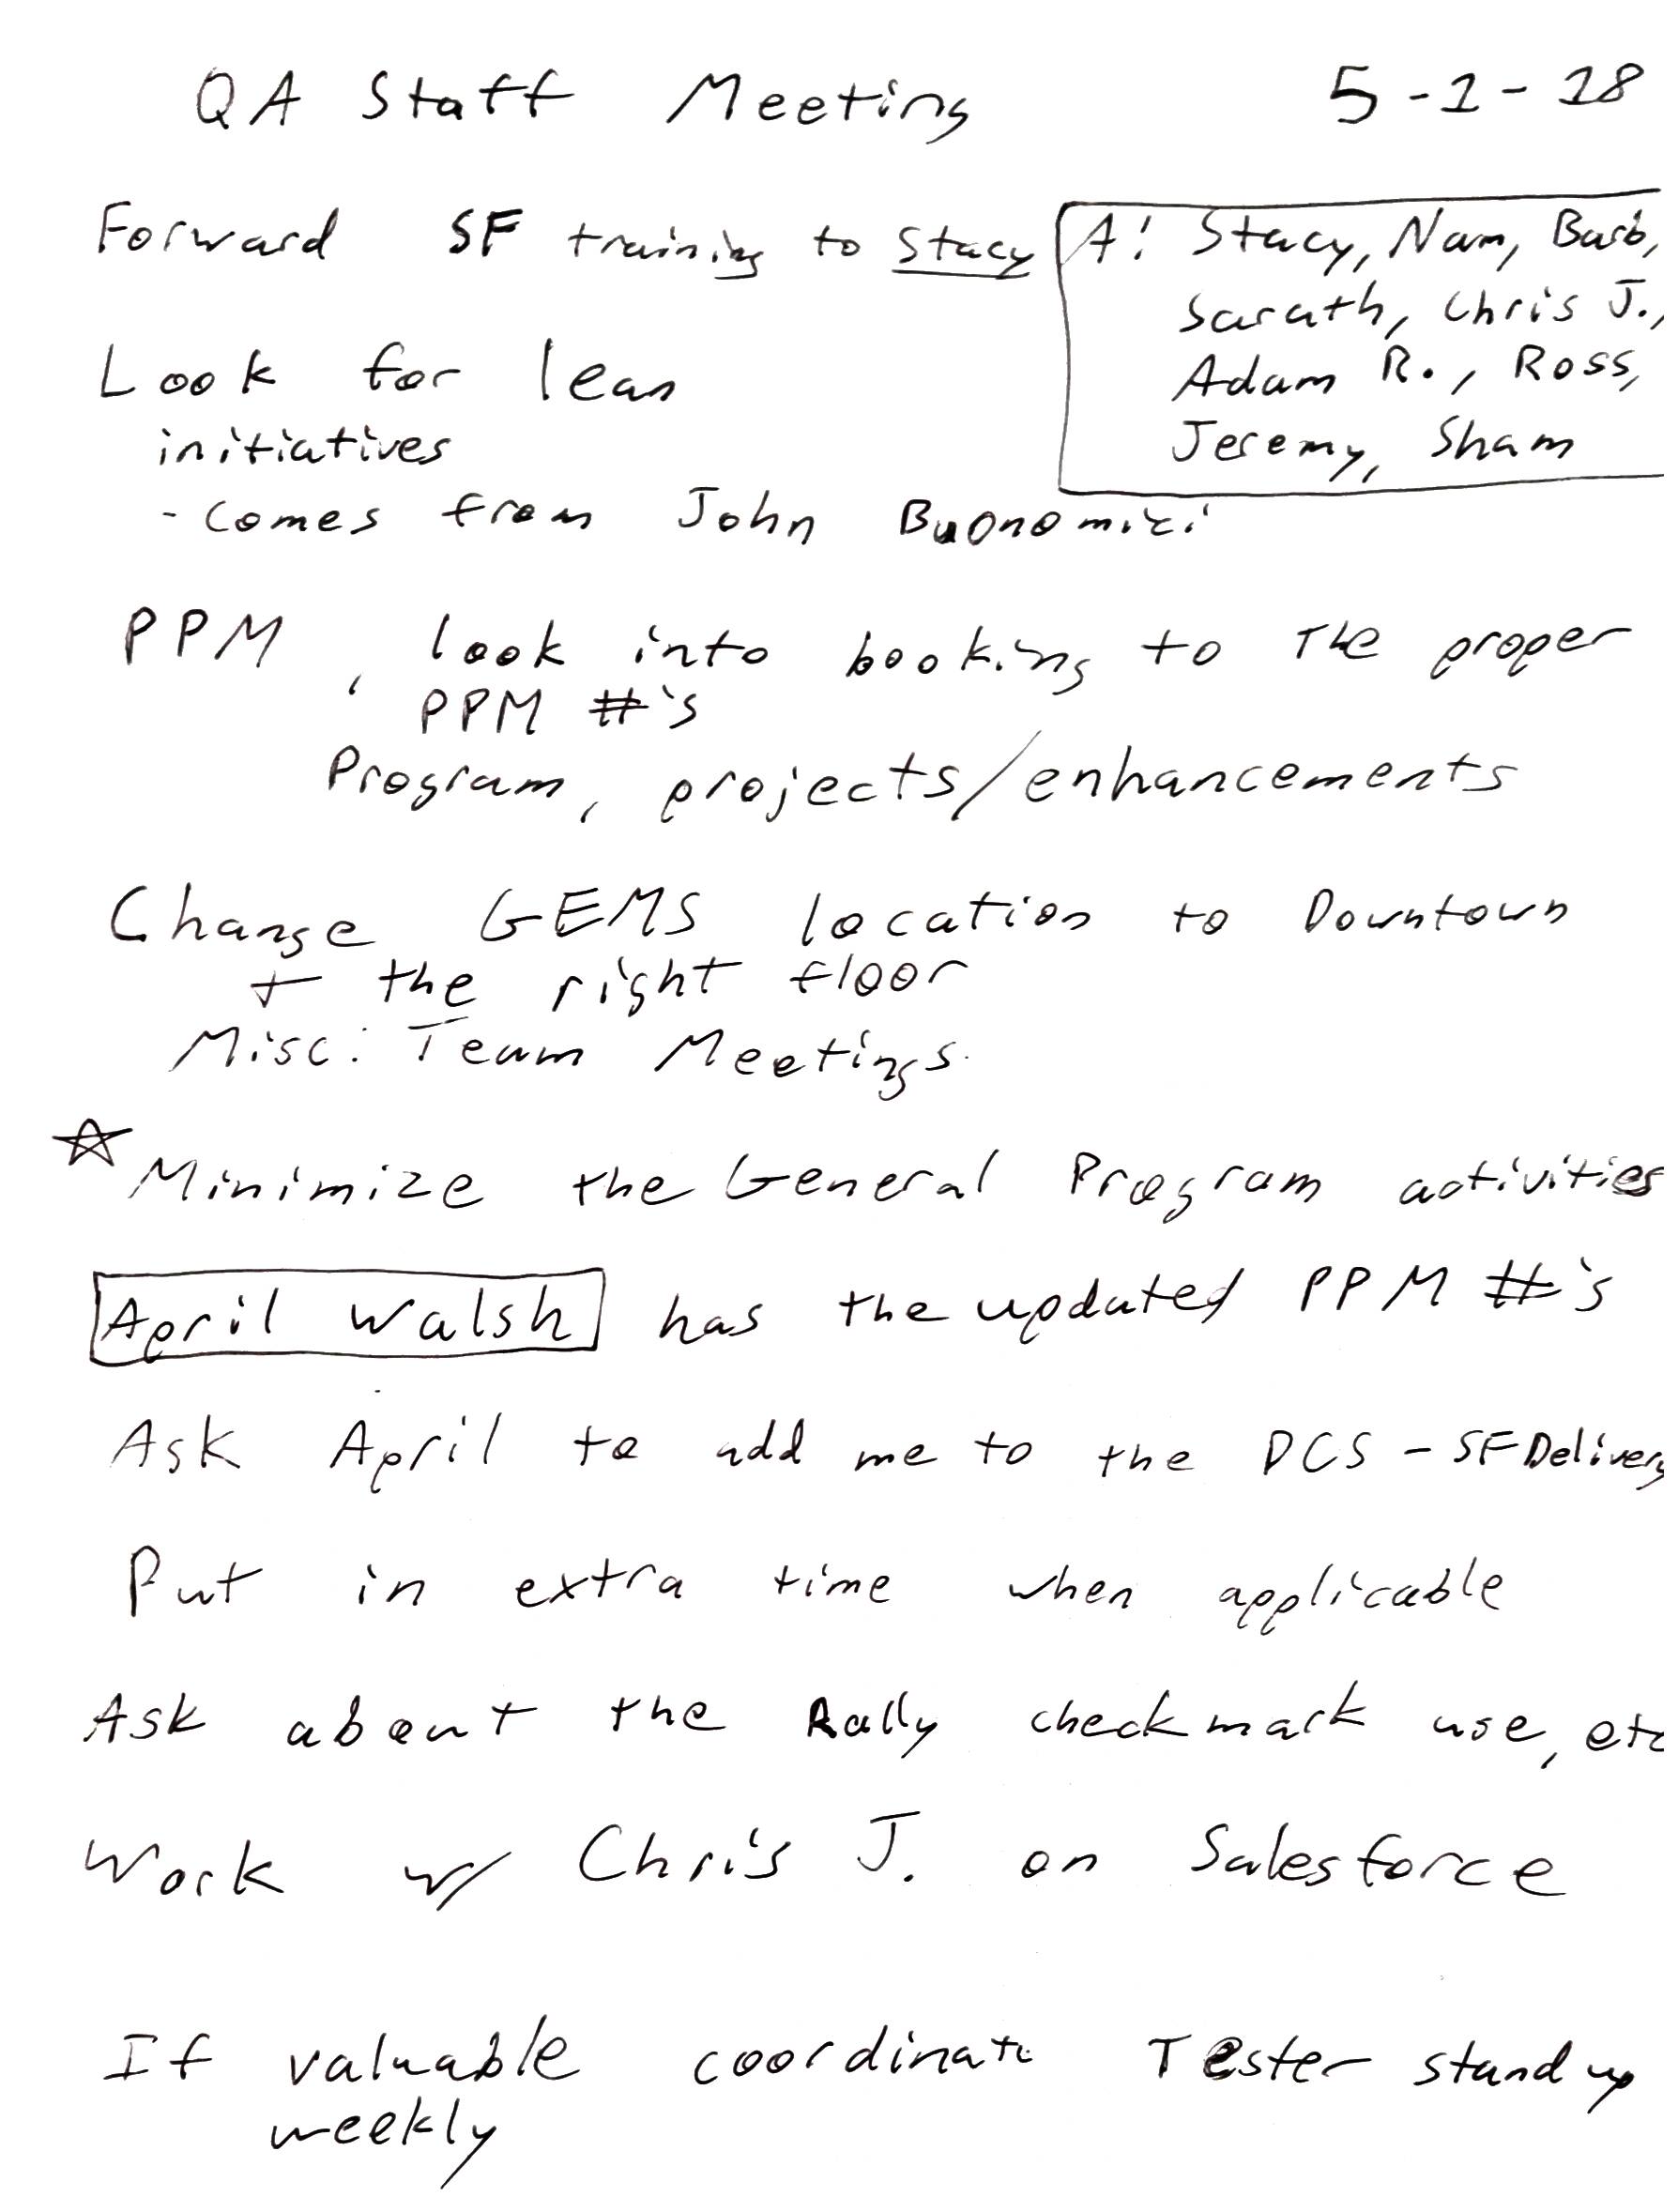 QA Staff Meeting 5-1-18
Forward SF training to Stacy
A: Stacy, Nam, Barb,
Sarath, Chris J.,
Adam R., Ross,
Jeremy, Sham
Look for lean
initiatives
- comes from John
PPM, look into booking to the proper
PPM #'s
Program, projects/enhancements
Change GEMS location to Downtown
+ the right floor
Misc: Team Meetings
☆ Minimize the General Program activities
April Walsh has the updated PPM #'s
Ask April to add me to the DCS - SF Delivery
Put in extra time when applicable
Ask about the Rally checkmark use, etc
Work w/ Chris J. on Salesforce
If valuable coordinate Tester stand up
weekly